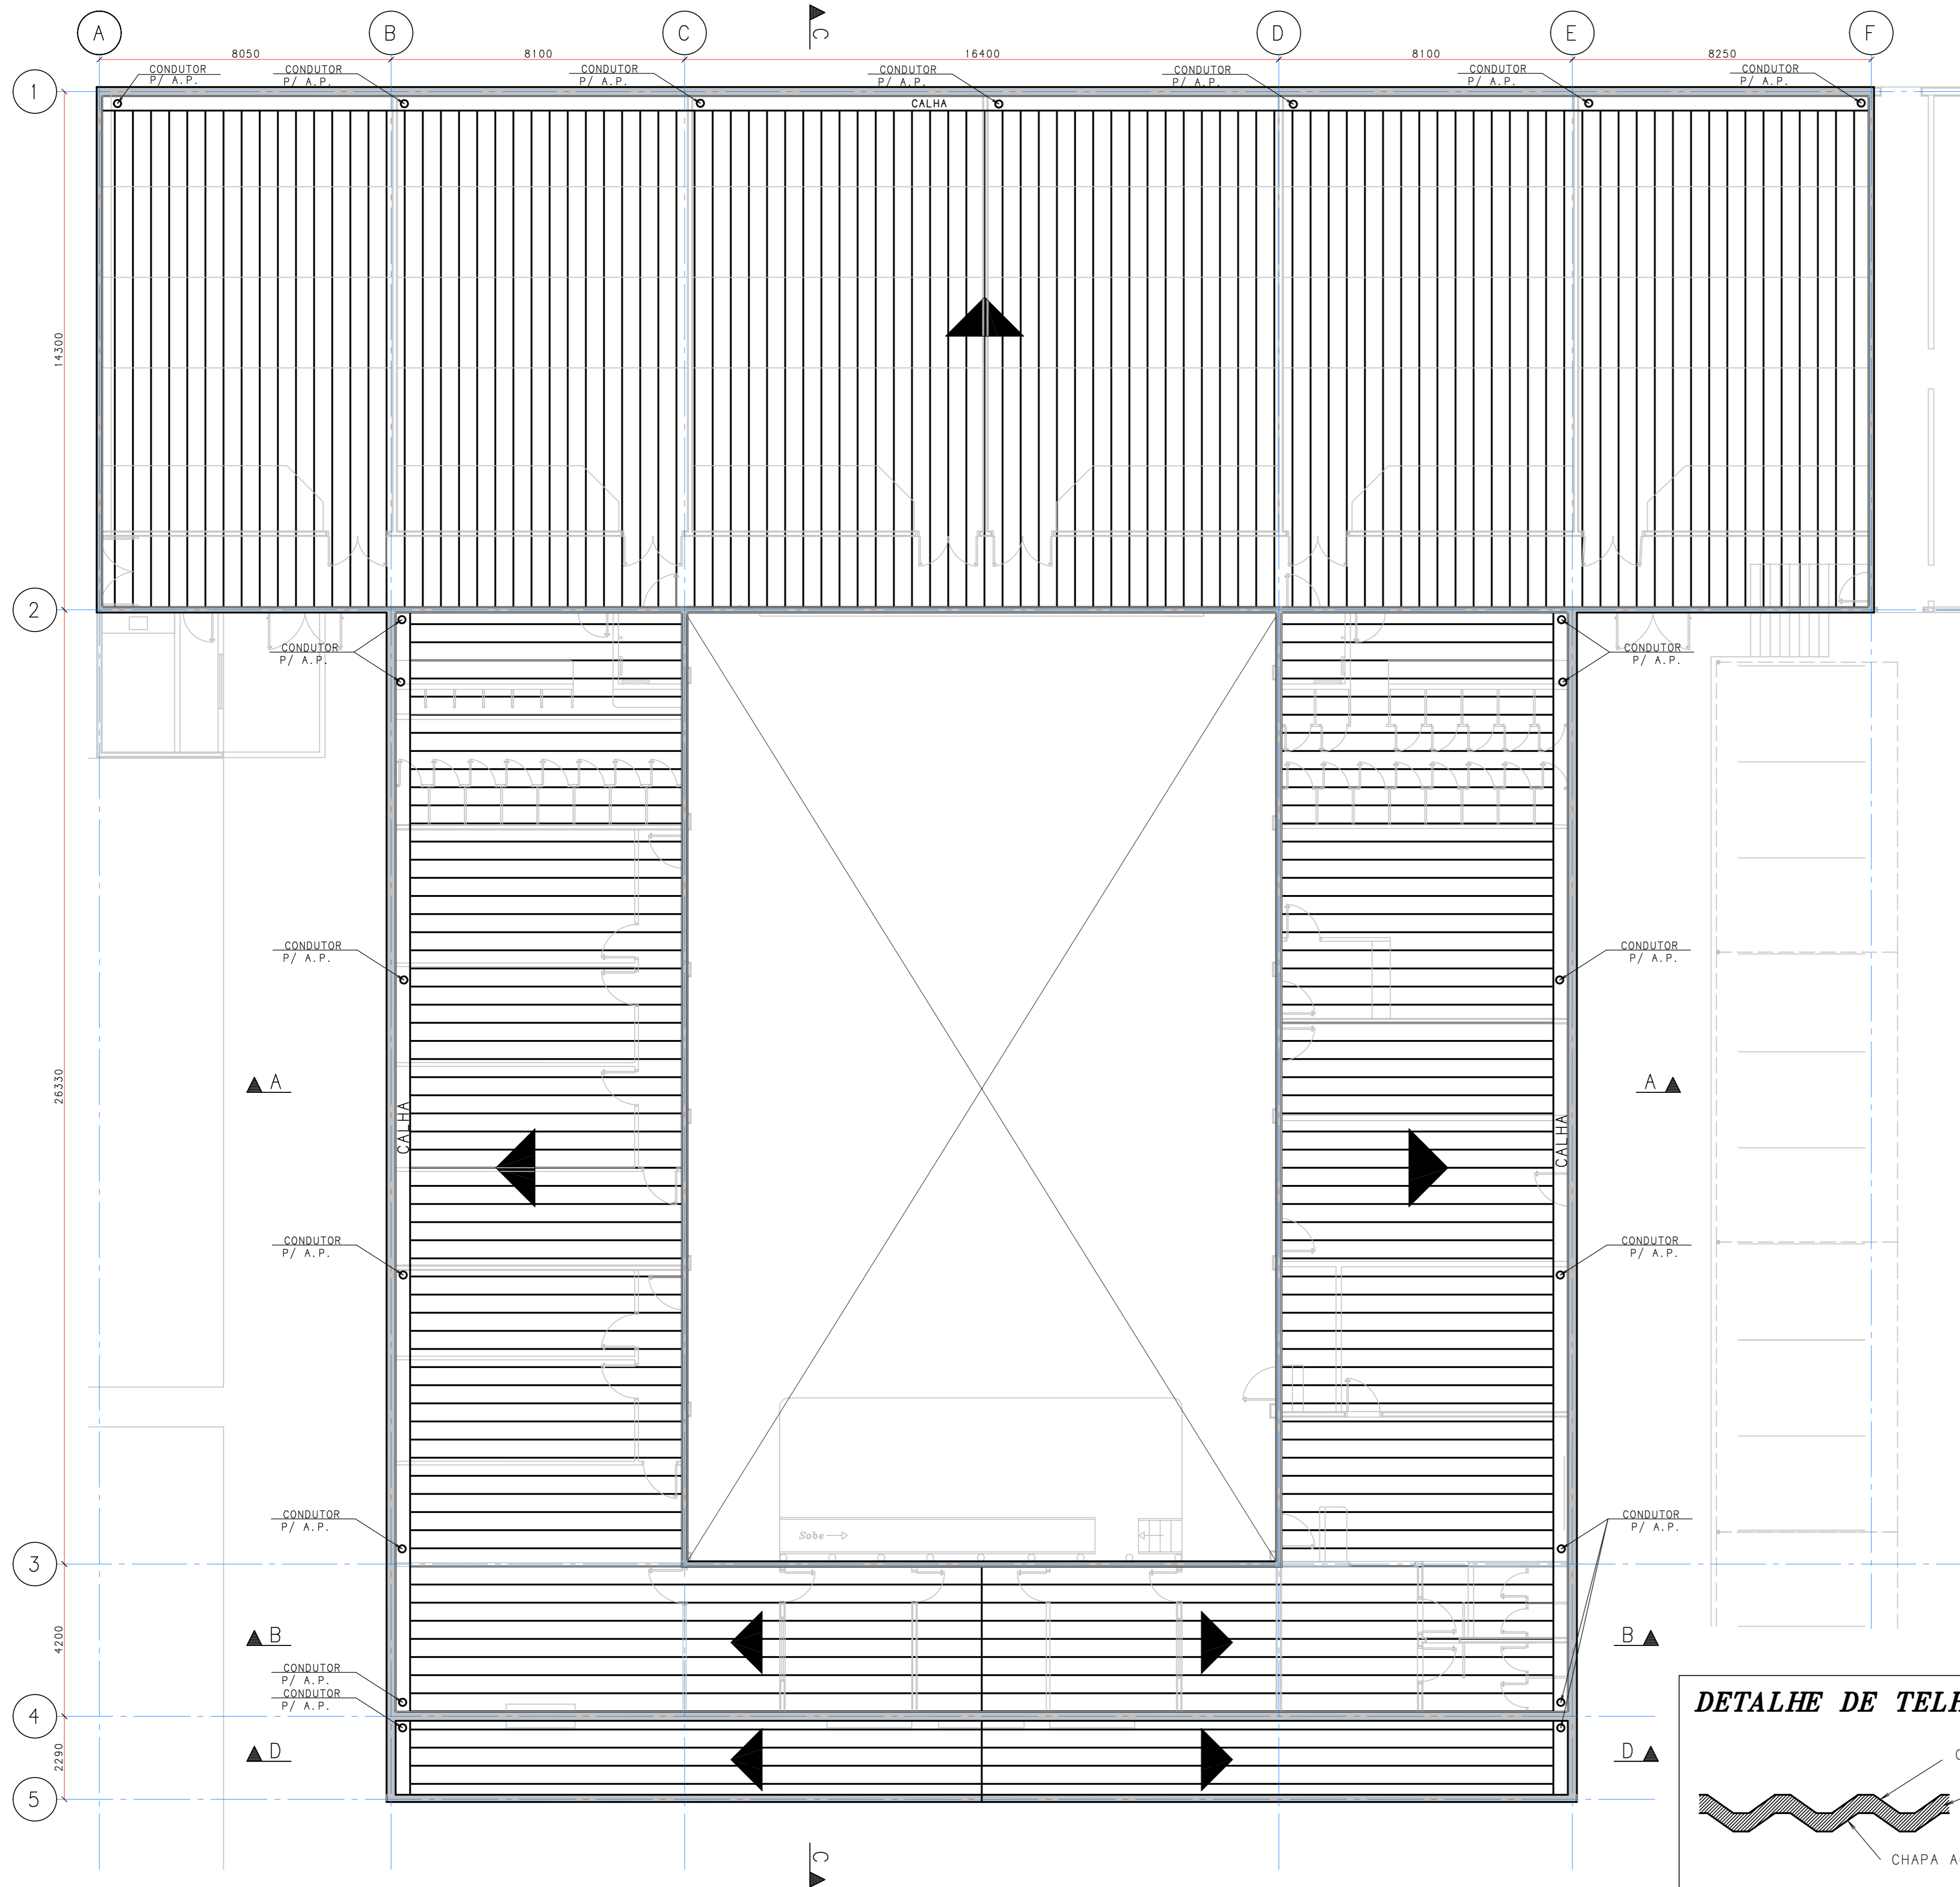 A
B
C
D
E
F
C
8050
8100
16400
8100
8250
CONDUTOR
P/ A.P.
CONDUTOR
P/ A.P.
CONDUTOR
P/ A.P.
CONDUTOR
P/ A.P.
CONDUTOR
P/ A.P.
CONDUTOR
P/ A.P.
CONDUTOR
P/ A.P.
1
CALHA
14300
2
CONDUTOR
P/ A.P.
CONDUTOR
P/ A.P.
CONDUTOR
P/ A.P.
CONDUTOR
P/ A.P.
26330
A
A
CALHA
CALHA
CONDUTOR
P/ A.P.
CONDUTOR
P/ A.P.
CONDUTOR
P/ A.P.
Sobe
CONDUTOR
P/ A.P.
3
4200
B
B
CONDUTOR
P/ A.P.
CONDUTOR
P/ A.P.
4
DETALHE DE
2290
D
D
5
CHAPA
C